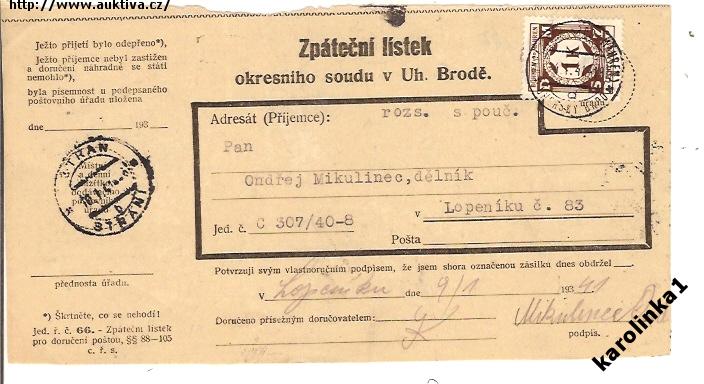 http://www.auktiva.cz/
Ježto přijetí bylo odepřeno*),
Ježto příjemce nebyl zastižen
a doručení náhradné se státi
nemohlo*),
byla písemnost u podepsaného
poštovního úřadu uložena
dne 193
STRANÍ
přednosta úřadu.
*) Škrtněte, co se nehodí!
Jed. ř. č. 66. - Zpáteční lístek
pro doručení poštou, §§ 88—105
č. ř. s.
Zpáteční lístek
okresního soudu v Uh. Brodě.
Adresát (Příjemce): rozs. s pouč.
Pan
Ondřej Mikulinec,dělník
v Lopeníku č. 83
Jed. č. C 307/40-8
Pošta
Potvrzuji svým vlastnoručním podpisem, že jsem shora označenou zásilku dnes obdržel
V Lopeníku dne 9/1 193 41
Doručeno přísežným doručovatelem: Mikulinec
podpis.
1 K
karolinka1